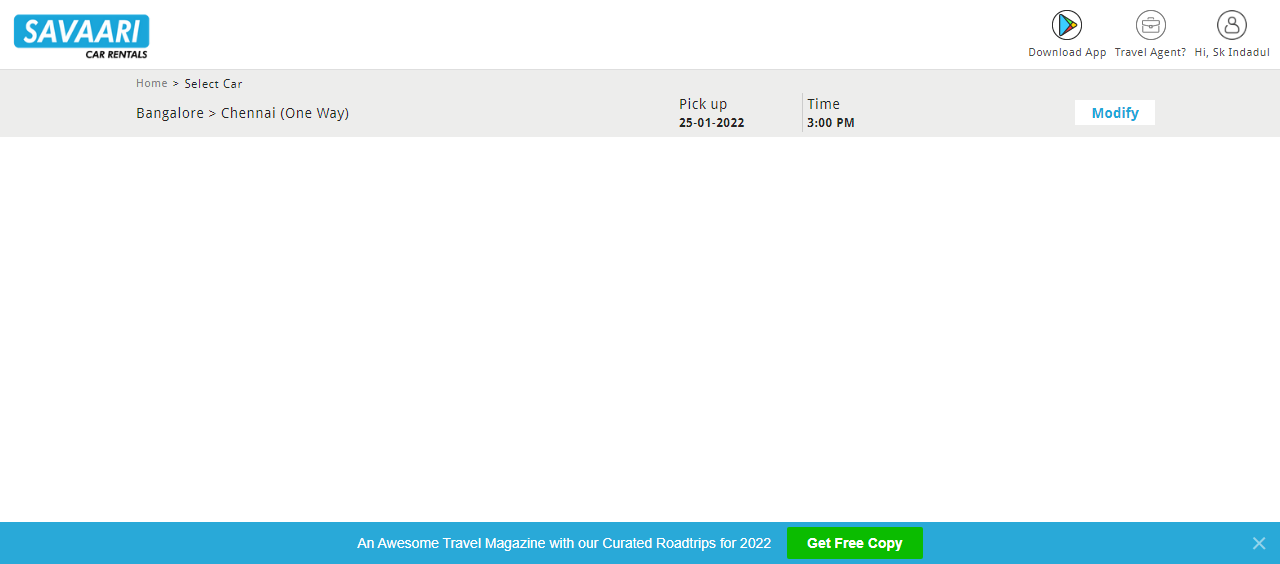 SAVAARI
CAR RENTALS
Download App
Travel Agent?
Hi, Sk Indadul
Home > Select Car
Bangalore > Chennai (One Way)
Pick up
25-01-2022
Time
3:00 PM
Modify
An Awesome Travel Magazine with our Curated Roadtrips for 2022
Get Free Copy